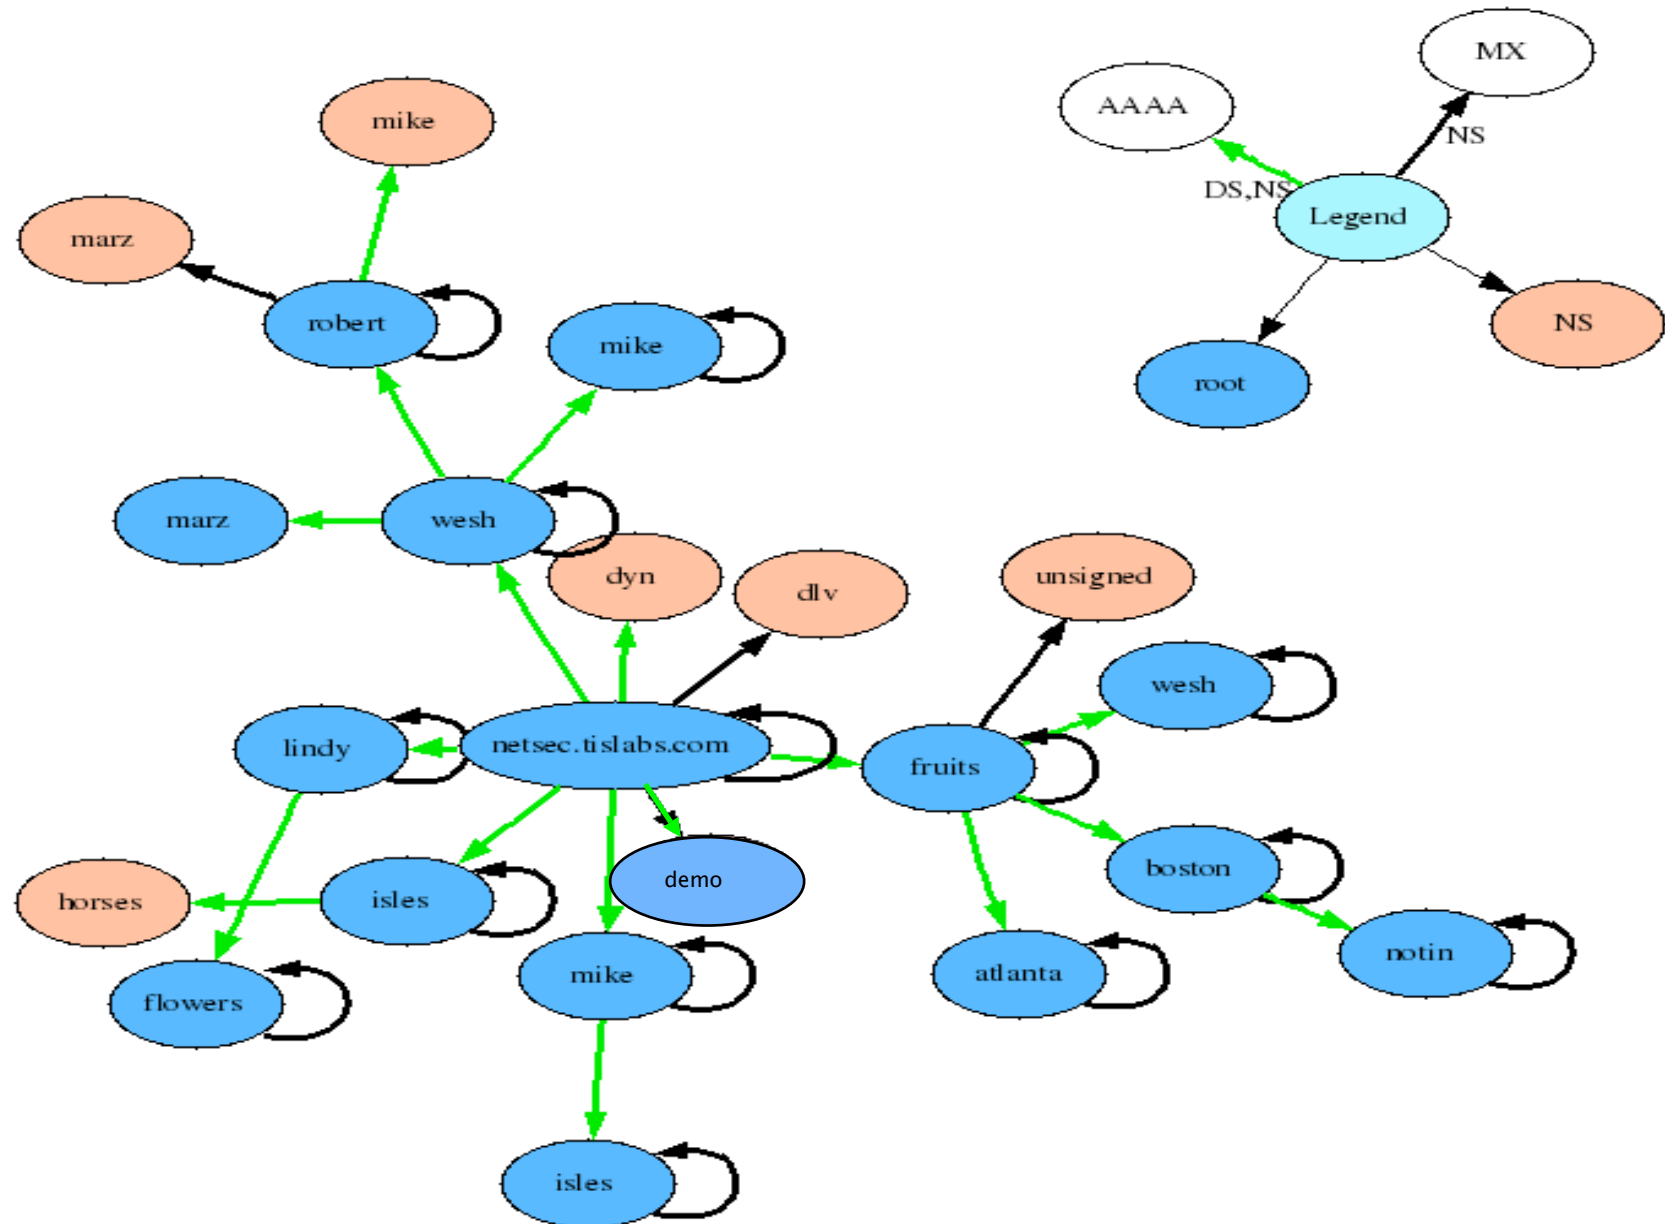 MX
AAAA
mike
NS
DS,NS
Legend
marz
robert
mike
NS
root
marz
wesh
dyn
dlv
unsigned
wesh
lindy
netsec.tislabs.com
fruits
demo
boston
horses
isles
notin
flowers
mike
atlanta
isles